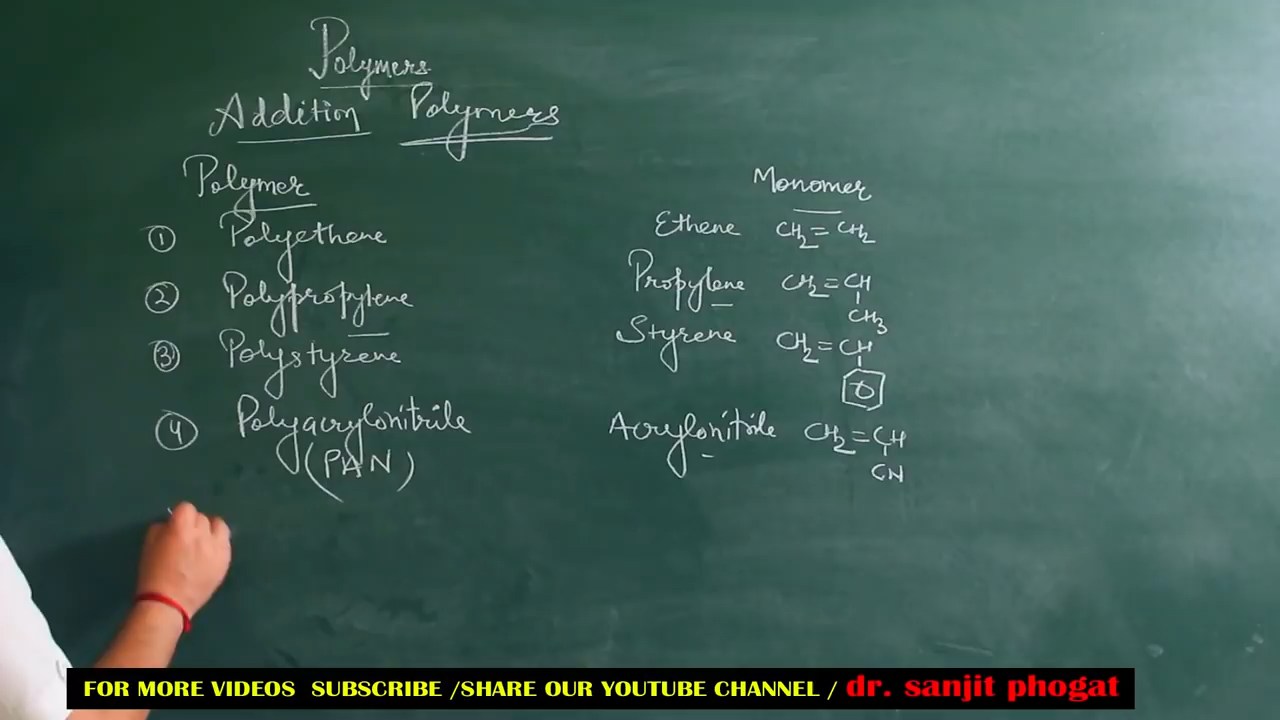 Polymers
Addition Polymers
Polymer Monomer
① Polyethene Ethene CH2=CH2
② Polypropylene Propylene CH2=CH
CH3
③ Polystyrene Styrene CH2=CH
④ Polyacrylonitrile Acrylonitrile CH2=CH
(PAN) CN
FOR MORE VIDEOS SUBSCRIBE /SHARE OUR YOUTUBE CHANNEL / dr. sanjit phogat